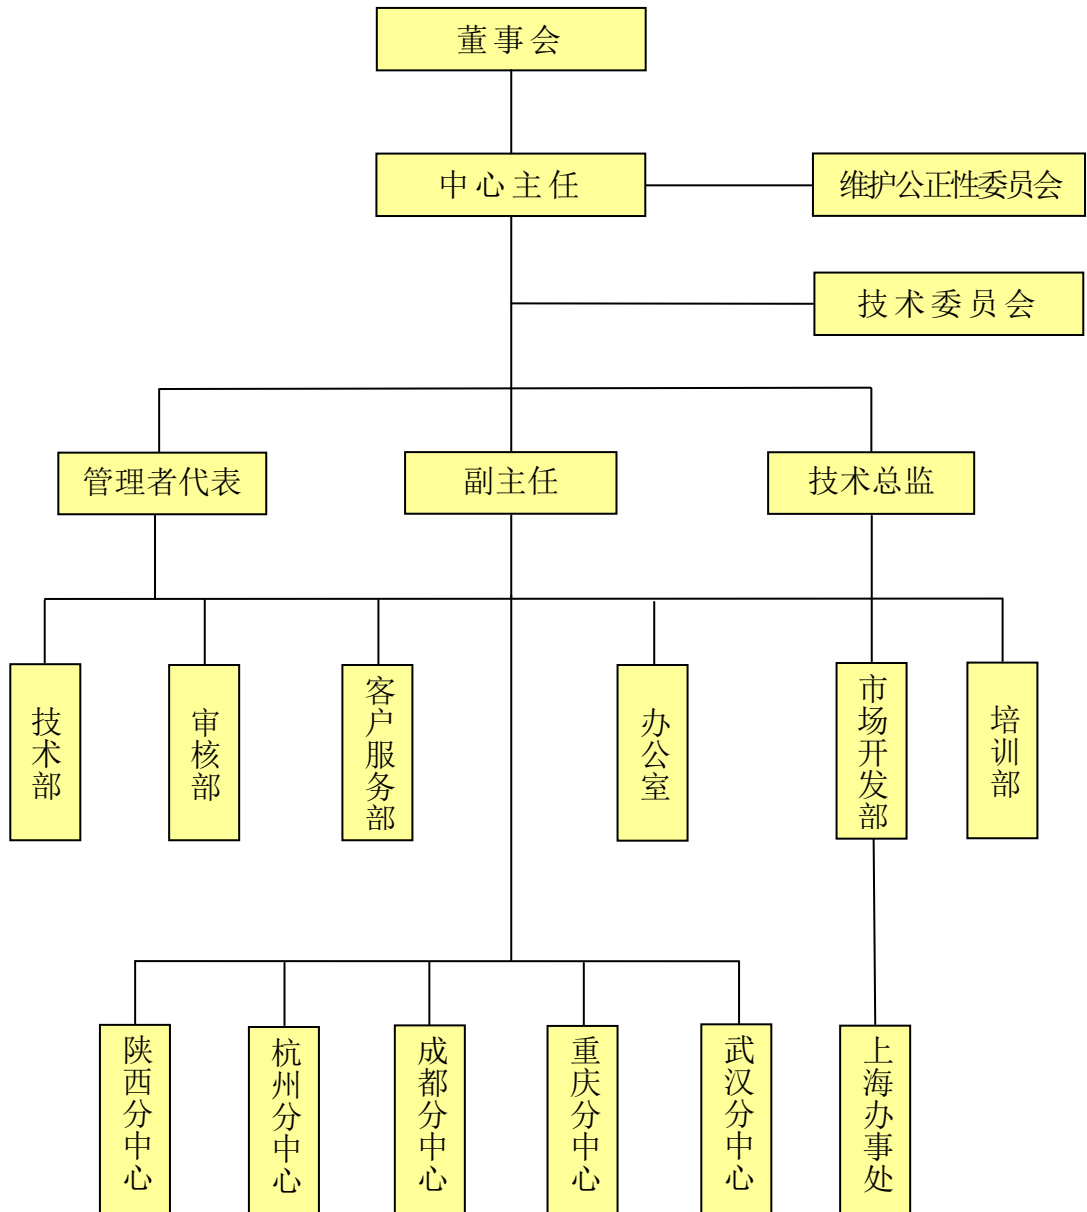 董事会
中心主任
维护公正性委员会
技术委员会
管理者代表
副主任
技术总监
技术部
审核部
客户服务部
办公室
市场开发部
培训部
陕西分中心
杭州分中心
成都分中心
重庆分中心
武汉分中心
上海办事处